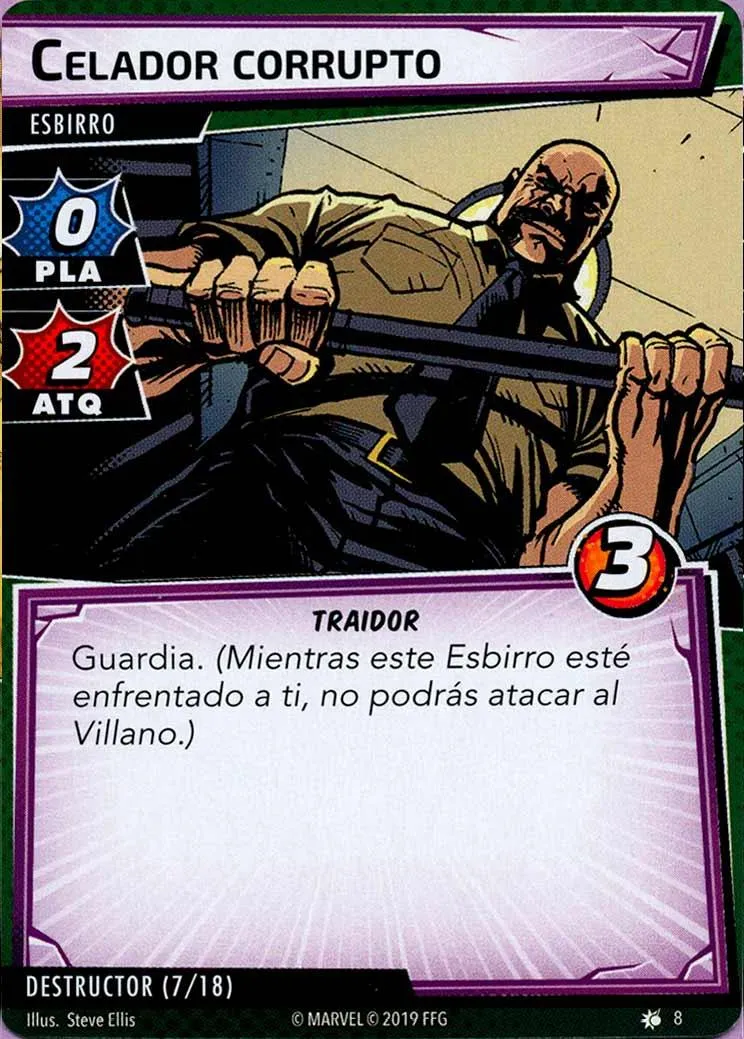 CELADOR CORRUPTO
ESBIRRO
0
PLA
2
ATQ
3
TRAIDOR
Guardia. (Mientras este Esbirro esté
enfrentado a ti, no podrás atacar al
Villano.)
DESTRUCTOR (7/18)
Illus. Steve Ellis
© MARVEL © 2019 FFG
8